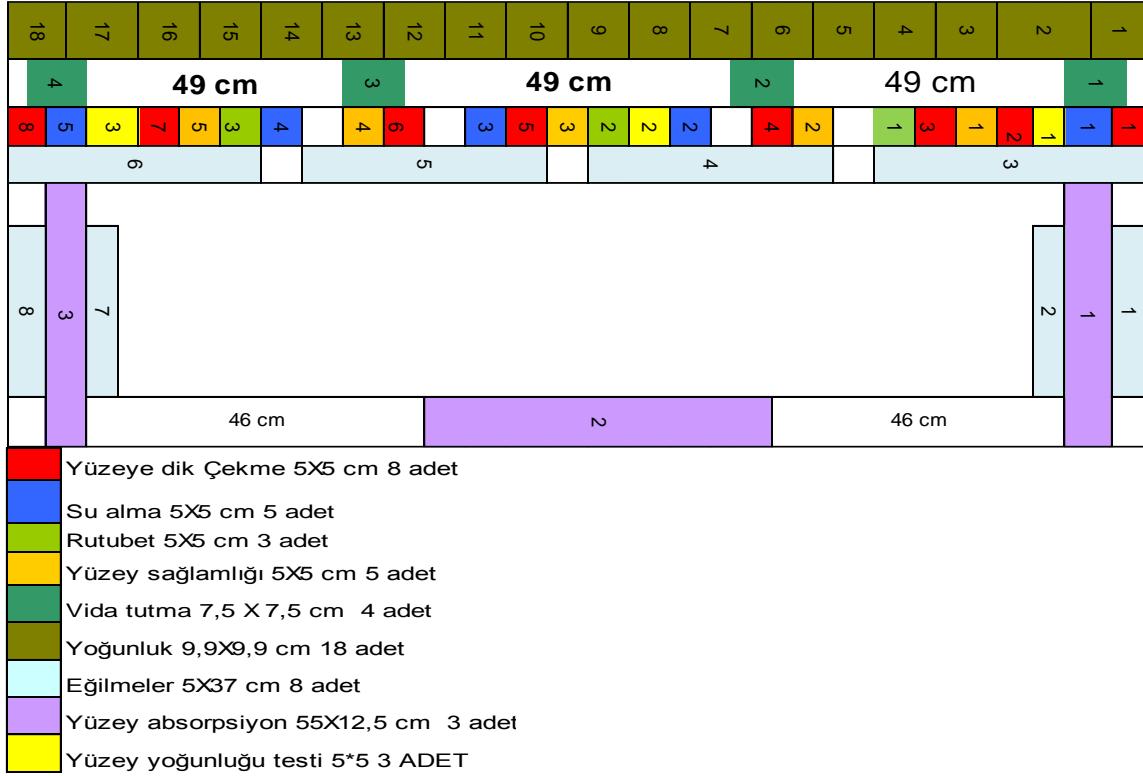 18 17 16 15 14 13 12 11 10 9 8 7 6 5 4 3 2 1
4 49 cm 3 49 cm 2 49 cm 1
8 5 3 7 5 3 4 4 6 3 5 3 2 2 2 4 2 1 3 1 2 1 1 1
6 5 4 3
8 3 7 2 1 1
46 cm 2 46 cm
Yüzeye dik Çekme 5X5 cm 8 adet
Su alma 5X5 cm 5 adet
Rutubet 5X5 cm 3 adet
Yüzey sağlamlığı 5X5 cm 5 adet
Vida tutma 7,5 X 7,5 cm 4 adet
Yoğunluk 9,9X9,9 cm 18 adet
Eğilmeler 5X37 cm 8 adet
Yüzey absorpsiyon 55X12,5 cm 3 adet
Yüzey yoğunluğu testi 5*5 3 ADET